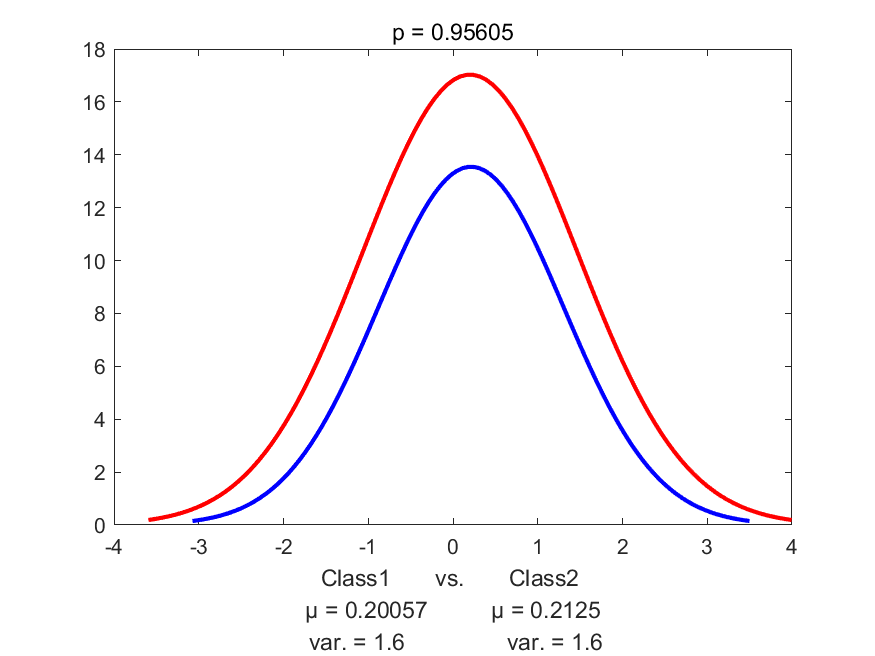 p = 0.95605
18
16
14
12
10
8
6
4
2
0
-4 -3 -2 -1 0 1 2 3 4
Class1 vs. Class2
μ = 0.20057 μ = 0.2125
var. = 1.6 var. = 1.6